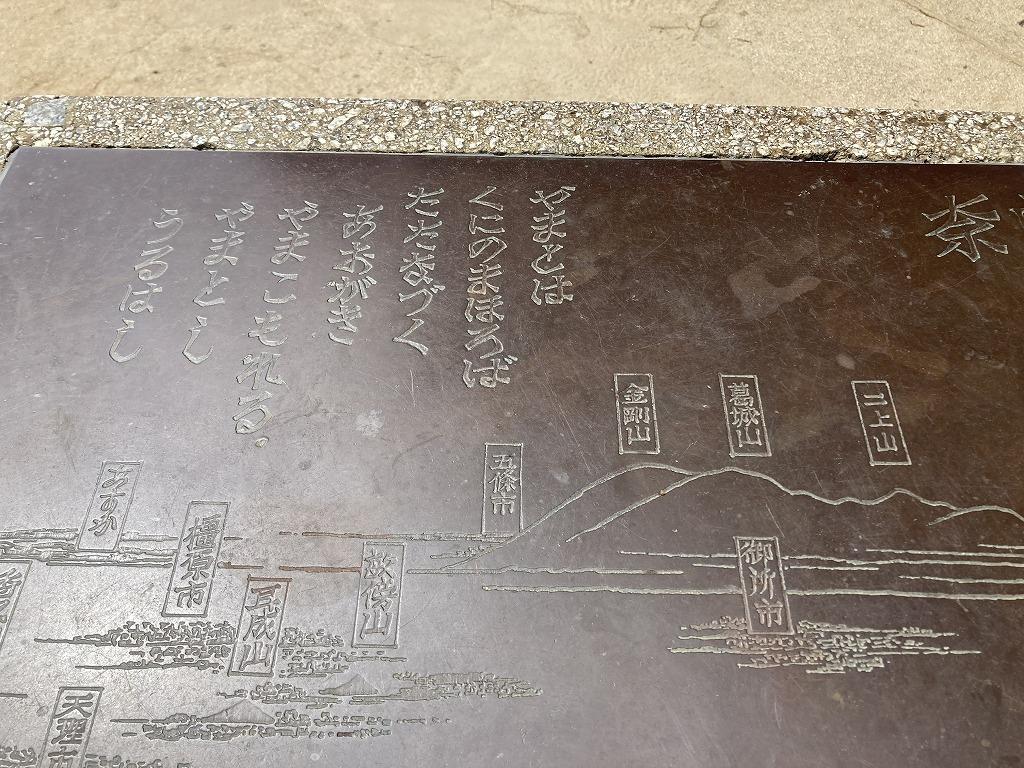 奈
やまとは
くにのまほろば
たたなづく
あおがき
やまこもれる
やまとし
うるはし
二上山
葛城山
金剛山
五條市
御所市
あすか
橿原市
畝傍山
耳成山
天理市